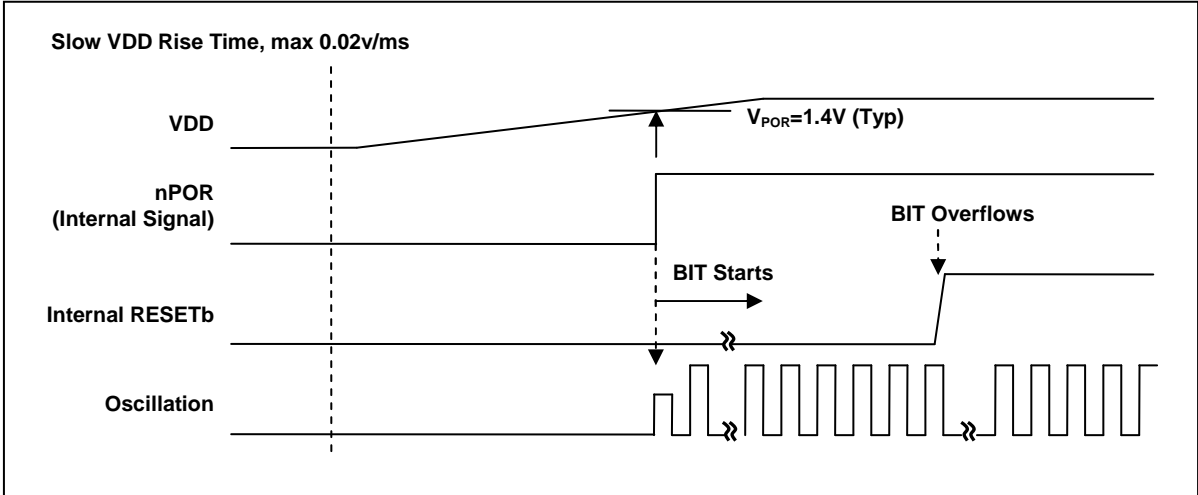 Slow VDD Rise Time, max 0.02v/ms
VDD
VPOR=1.4V (Typ)
nPOR
(Internal Signal)
BIT Overflows
BIT Starts
Internal RESETb
Oscillation